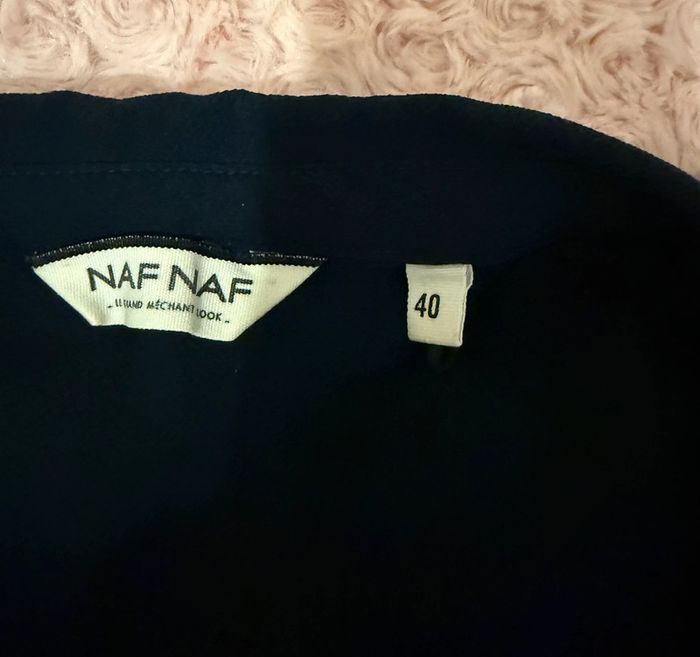 NAF NAF
- LE GRAND MÉCHANT LOOK -
40